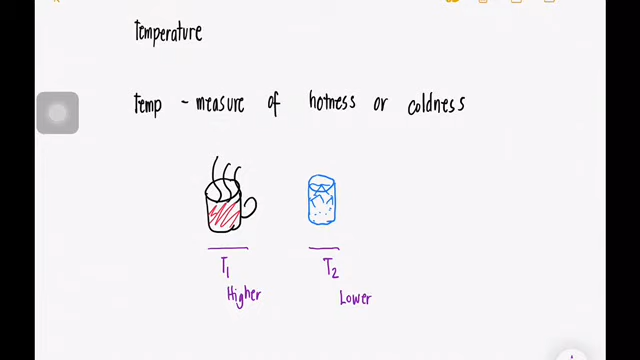 Temperature
Temp - measure of hotness or coldness
T1 T2
Higher Lower